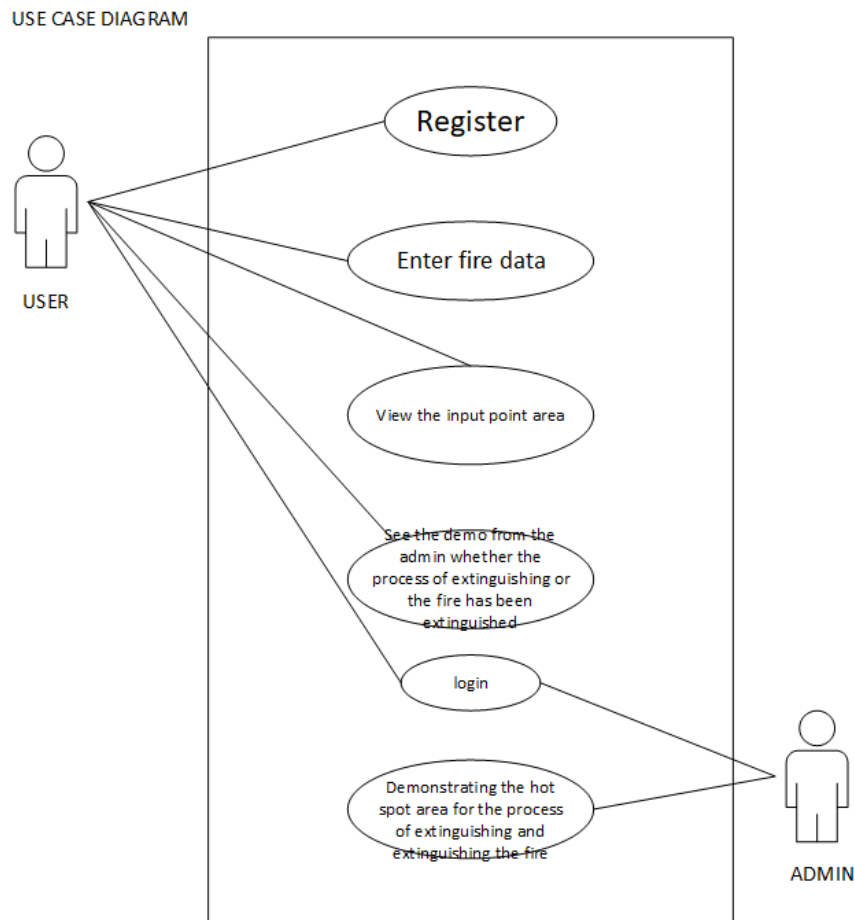 USE CASE DIAGRAM
Register
USER
Enter fire data
View the input point area
See the demo from the
admin whether the
process of extinguishing or
the fire has been
extinguished
login
Demonstrating the hot
spot area for the process
of extinguishing and
extinguishing the fire
ADMIN